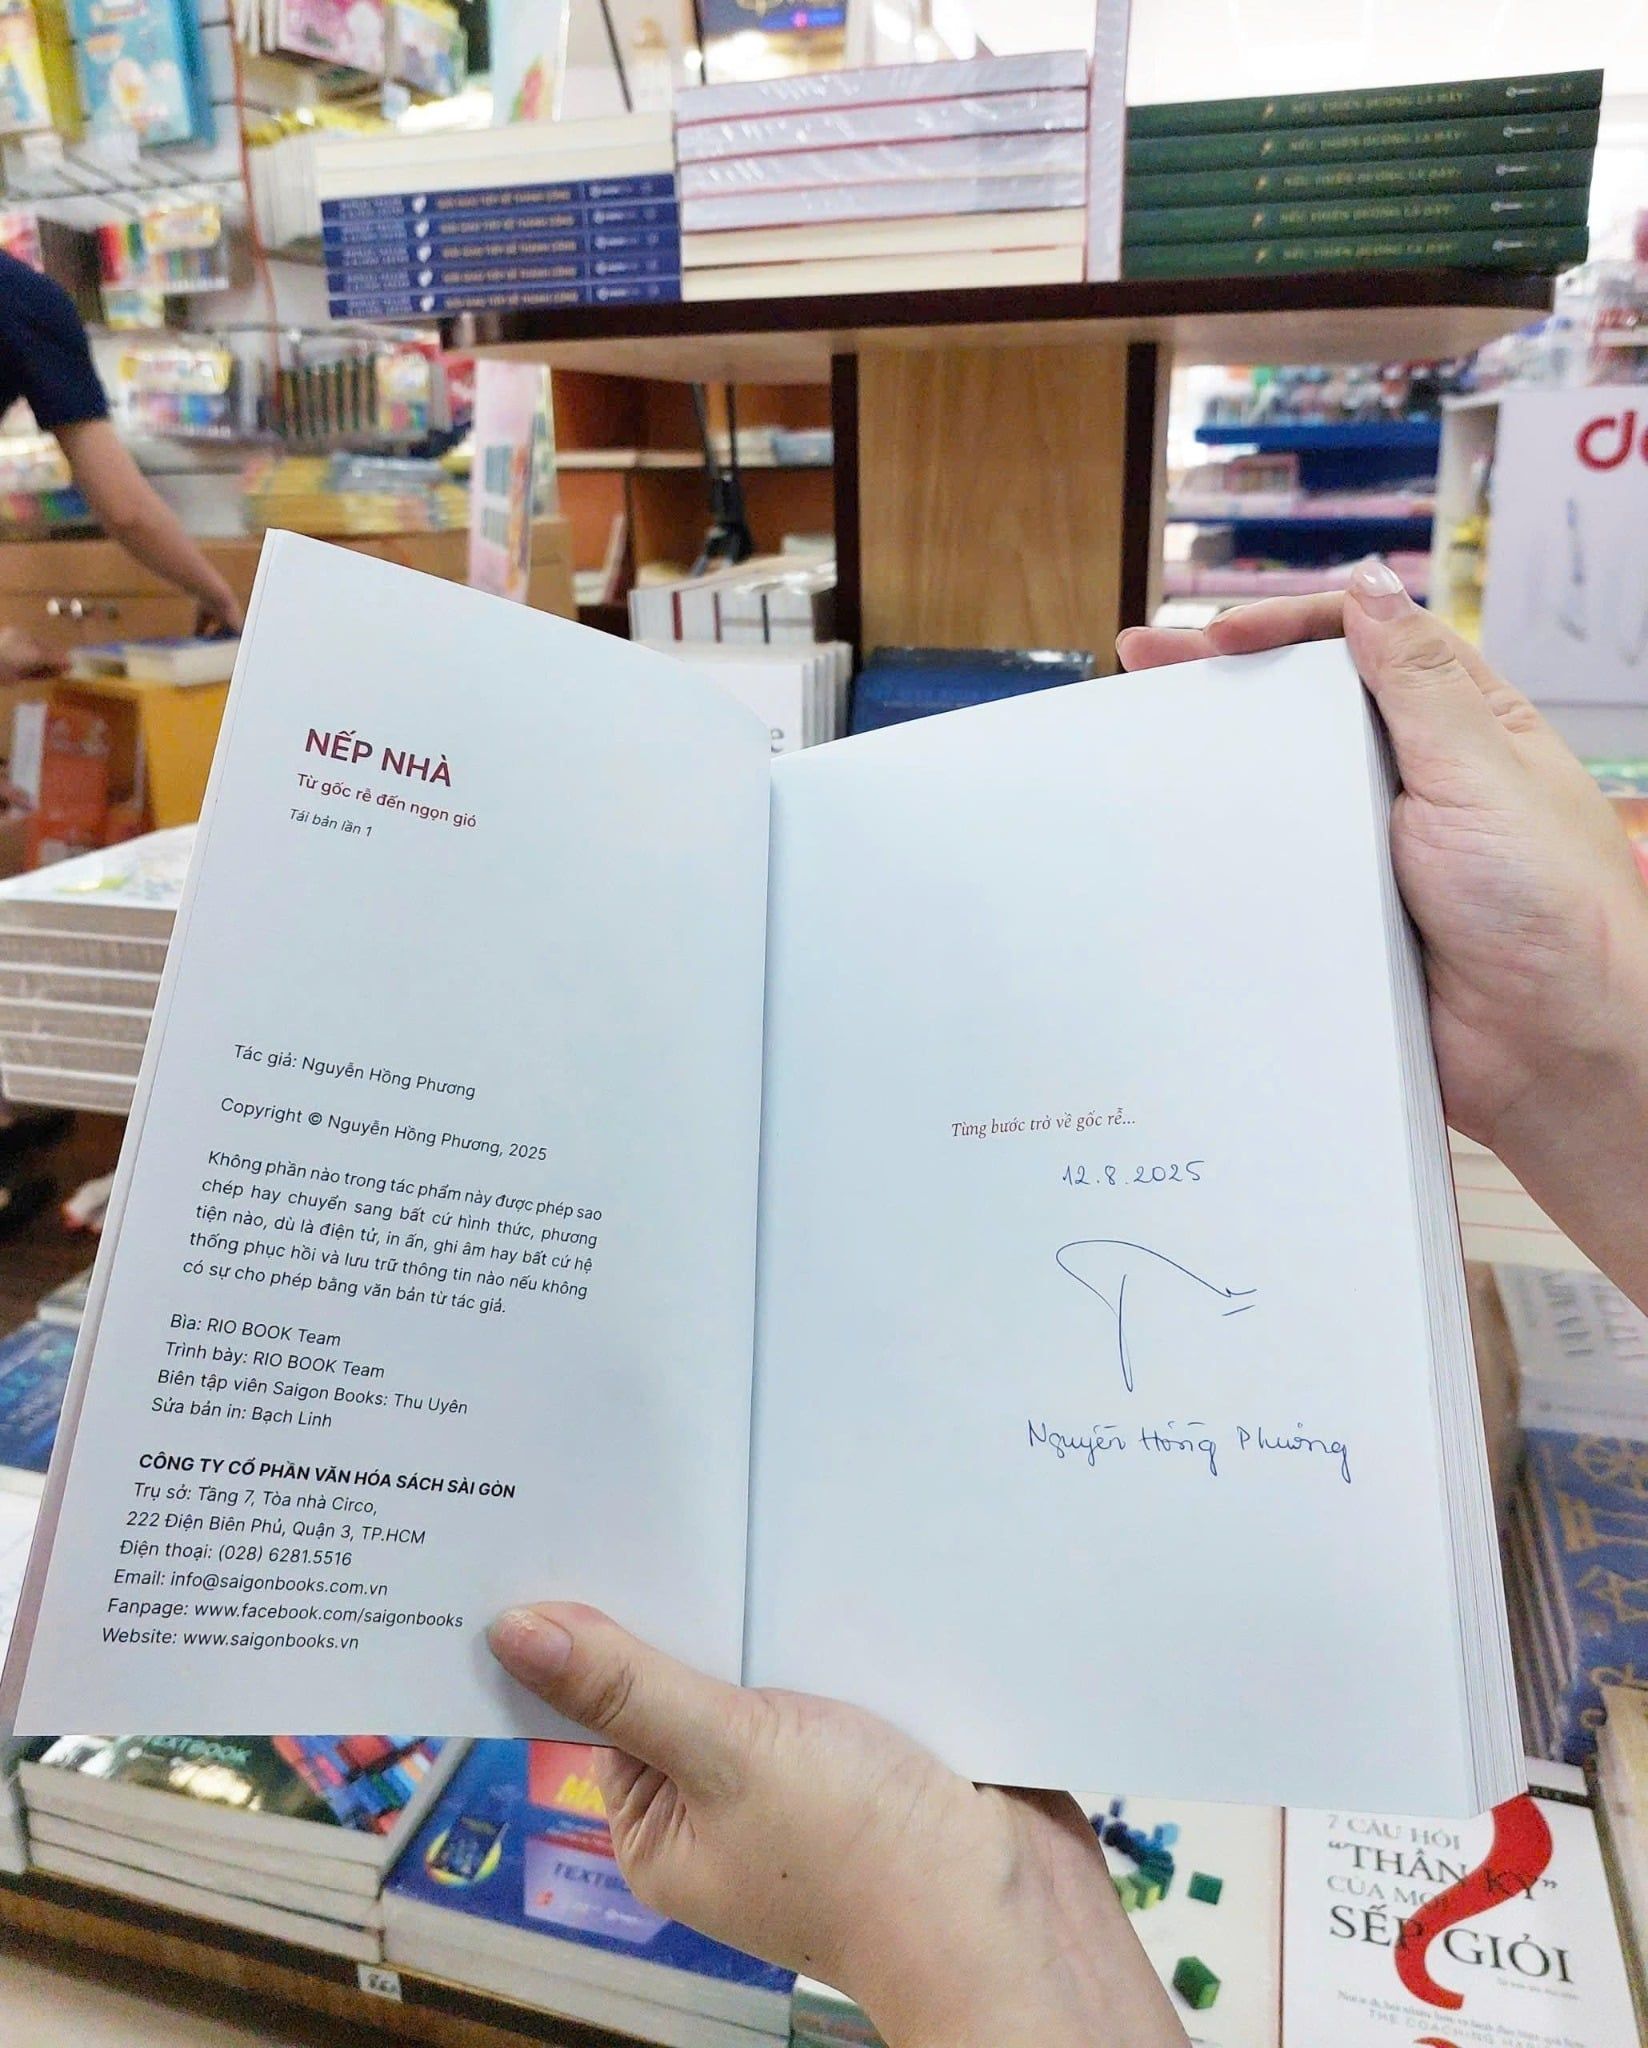 NẾU THIÊN ĐƯỜNG LÀ MÂY
NẾP NHÀ
Từ gốc rễ đến ngọn gió
Tái bản lần 1
Tác giả: Nguyễn Hồng Phương
Copyright © Nguyễn Hồng Phương, 2025
Không phần nào trong tác phẩm này được phép sao
chép hay chuyển sang bất cứ hình thức, phương
tiện nào, dù là điện tử, in ấn, ghi âm hay bất cứ hệ
thống phục hồi và lưu trữ thông tin nào nếu không
có sự cho phép bằng văn bản từ tác giả.
Bìa: RIO BOOK Team
Trình bày: RIO BOOK Team
Biên tập viên Saigon Books: Thu Uyên
Sửa bản in: Bạch Linh
CÔNG TY CỔ PHẦN VĂN HÓA SÁCH SÀI GÒN
Trụ sở: Tầng 7, Tòa nhà Circo,
222 Điện Biên Phủ, Quận 3, TP.HCM
Điện thoại: (028) 6281.5516
Email: info@saigonbooks.com.vn
Fanpage: www.facebook.com/saigonbooks
Website: www.saigonbooks.vn
Từng bước trở về gốc rễ...
12.8.2025
Nguyễn Hồng Phương
TEXTBOOK
7 CÂU HỎI
“THẦN KỲ”
CỦA MỌI
SẾP GIỎI